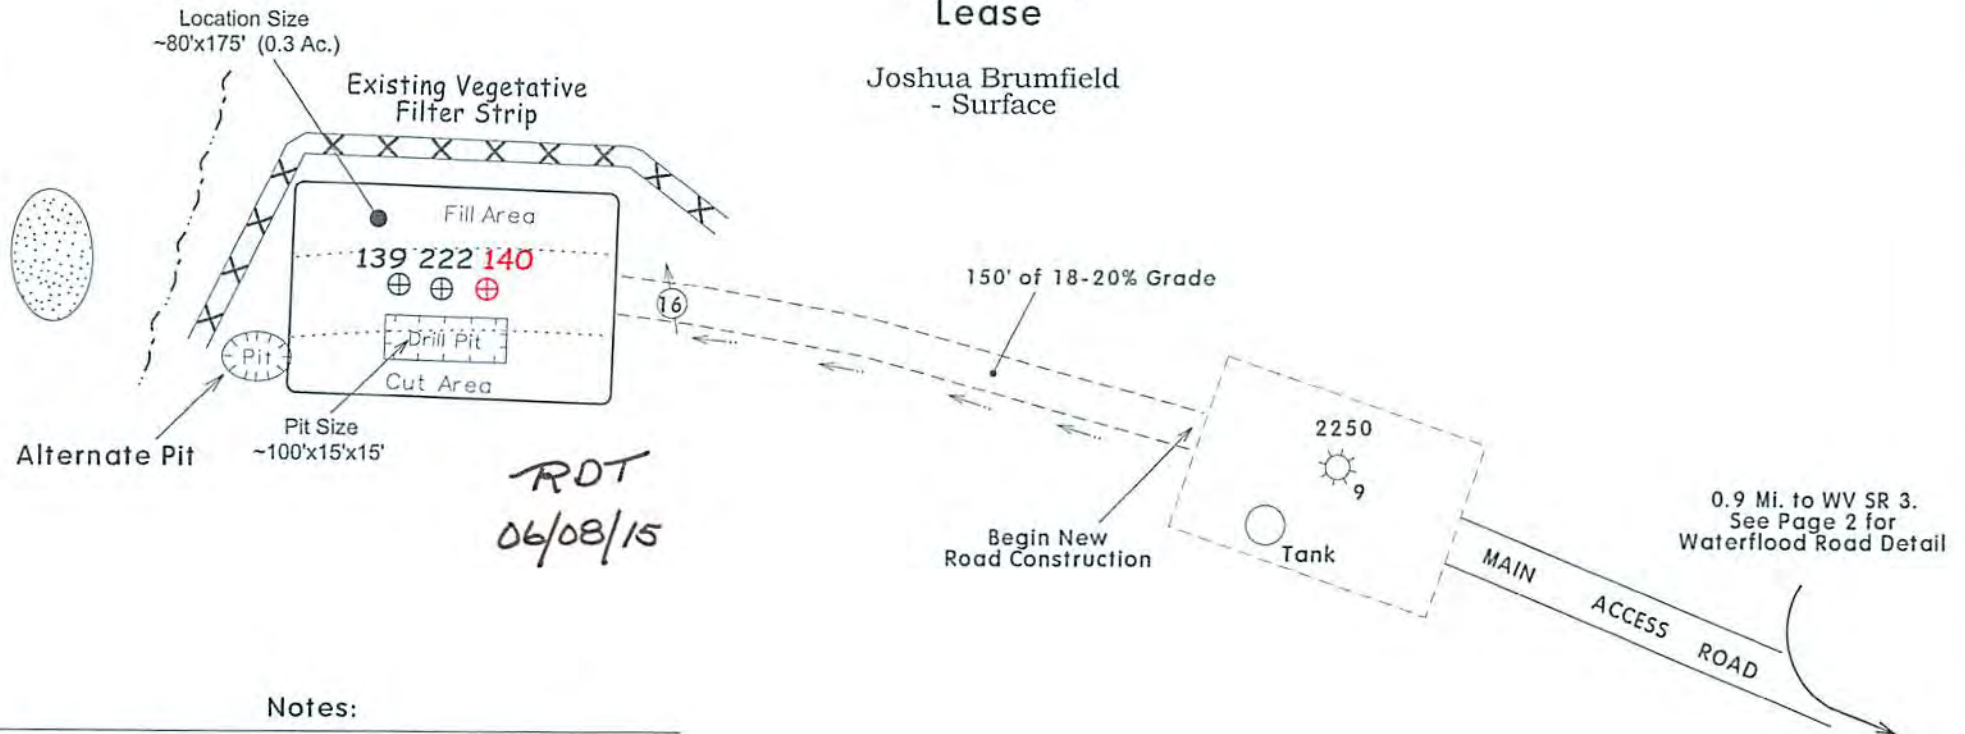 Lease
Joshua Brumfield
- Surface
Location Size
~80'x175' (0.3 Ac.)
Existing Vegetative
Filter Strip
Fill Area
139 222 140
Drill Pit
Cut Area
Pit
Alternate Pit
Pit Size
~100'x15'x15'
RDT
06/08/15
16
150' of 18-20% Grade
2250
9
Tank
Begin New
Road Construction
0.9 Mi. to WV SR 3.
See Page 2 for
Waterflood Road Detail
MAIN ACCESS ROAD
Notes: